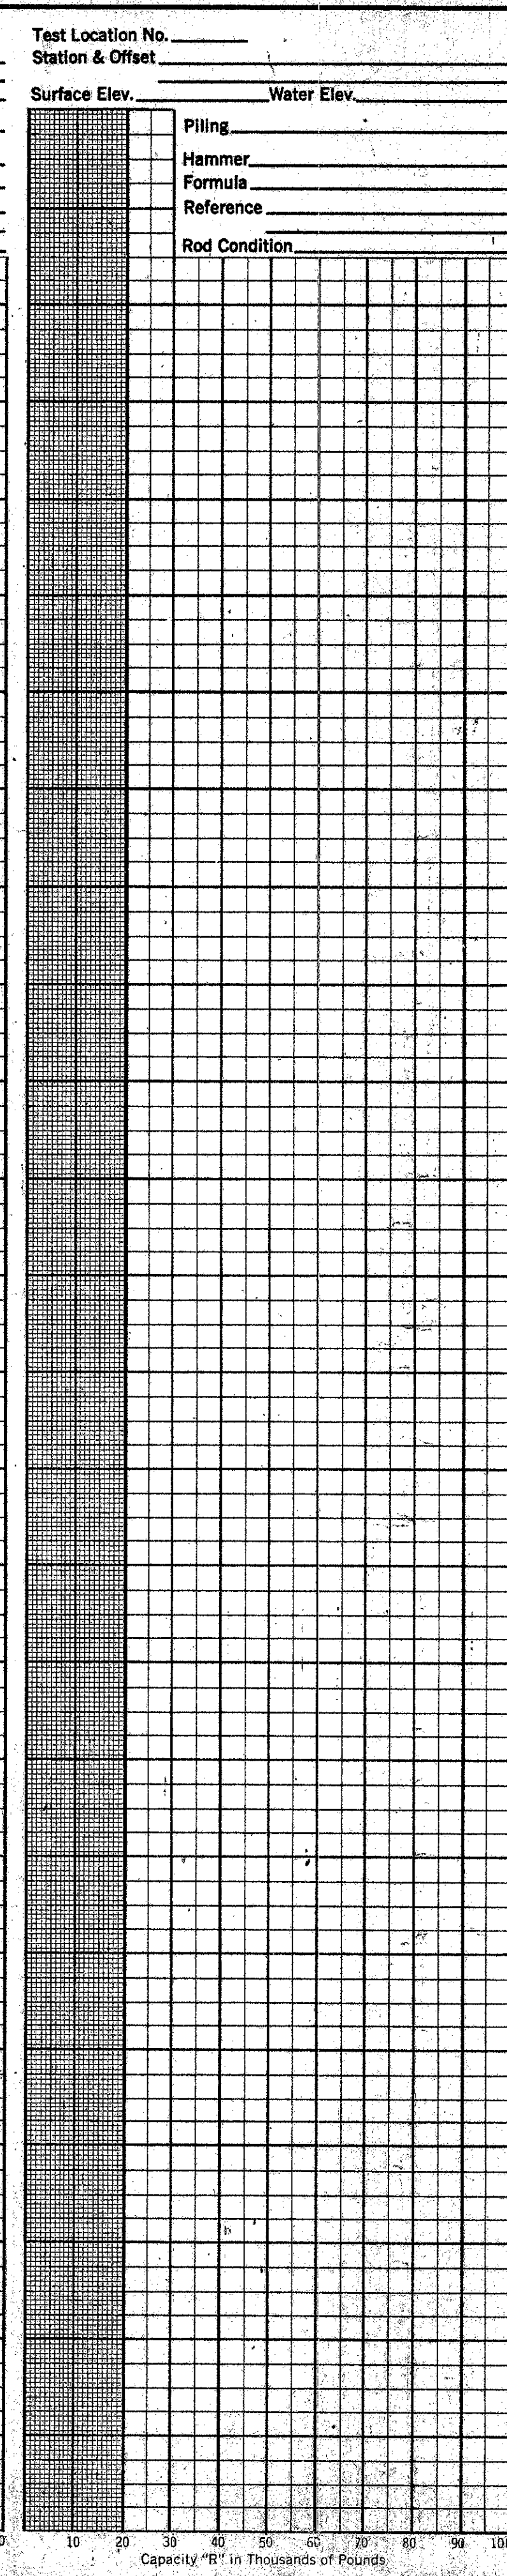 Test Location No.
Station & Offset
Surface Elev. Water Elev.
Piling
Hammer
Formula
Reference
Rod Condition
10 20 30 40 50 60 70 80 90
Capacity "R" in Thousands of Pounds